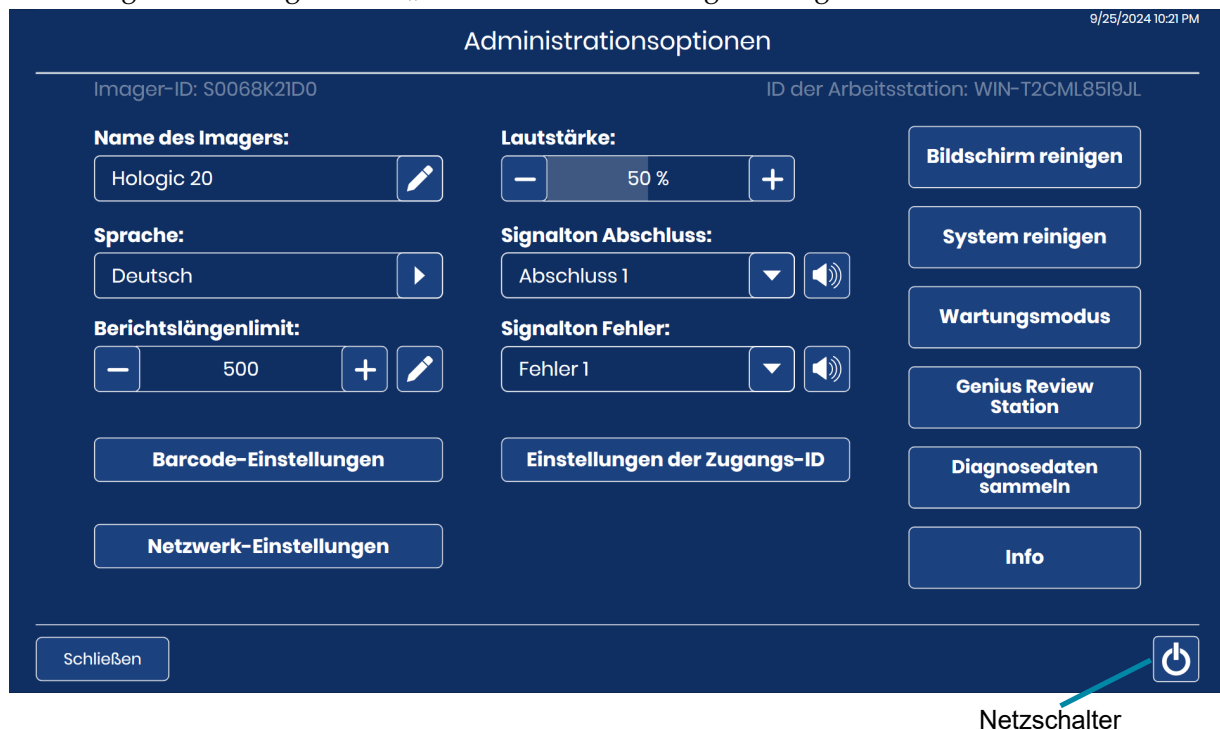 9/25/2024 10:21 PM
Administrationsoptionen
Imager-ID: S0068K21D0
ID der Arbeitsstation: WIN-T2CML85I9JL
Name des Imagers:
Hologic 20
Sprache:
Deutsch
Berichtslängenlimit:
500
Barcode-Einstellungen
Netzwerk-Einstellungen
Lautstärke:
50 %
Signalton Abschluss:
Abschluss 1
Signalton Fehler:
Fehler 1
Einstellungen der Zugangs-ID
Bildschirm reinigen
System reinigen
Wartungsmodus
Genius Review
Station
Diagnosedaten
sammeln
Info
Schließen
Netzschalter